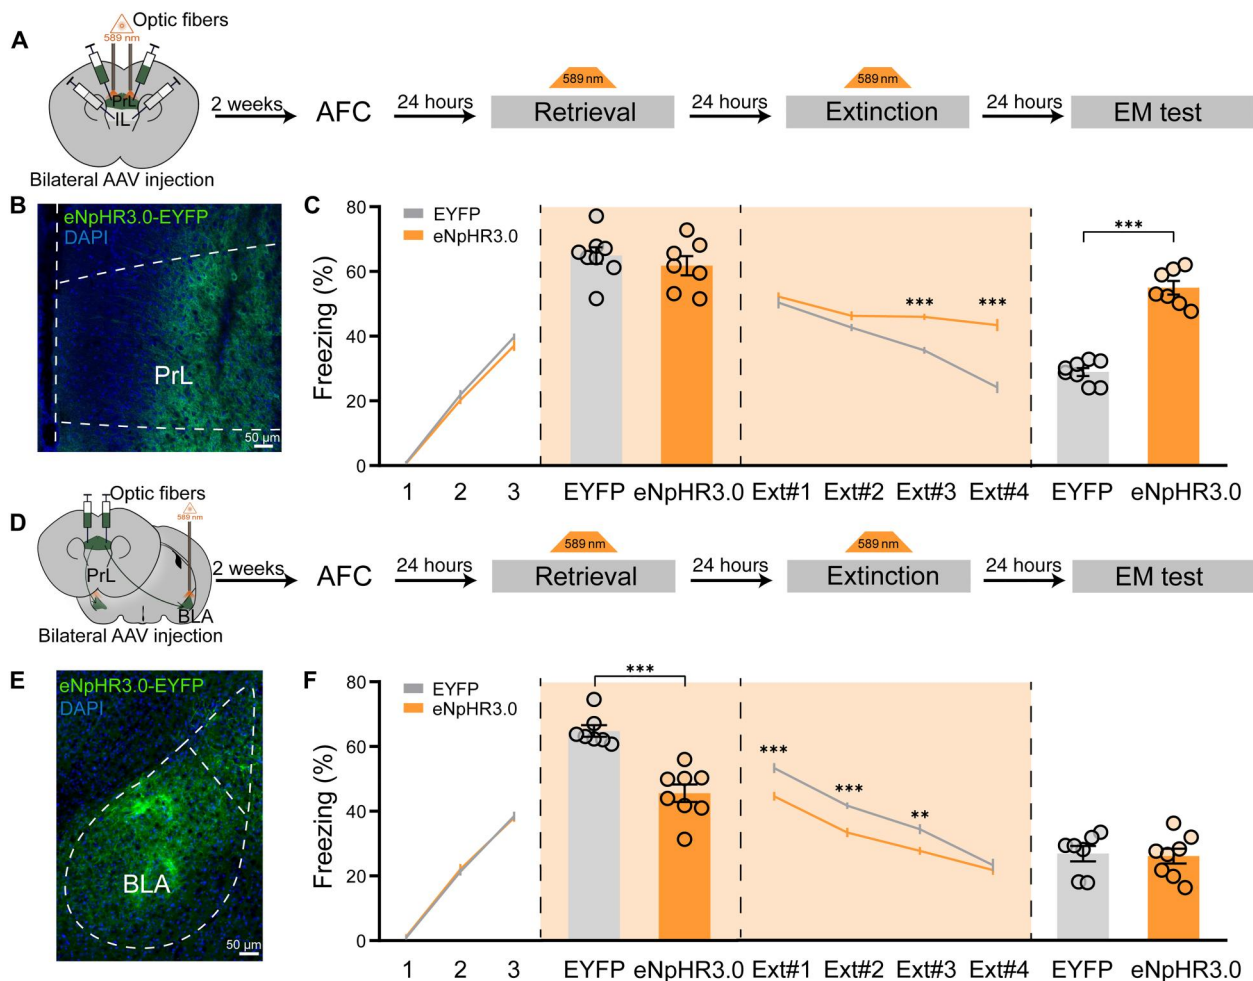 A
Optic fibers
589 nm
PrL
IL
Bilateral AAV injection
2 weeks
AFC
24 hours
589 nm
Retrieval
24 hours
589 nm
Extinction
24 hours
EM test
B
eNpHR3.0-EYFP
DAPI
PrL
50 µm
C
EYFP
eNpHR3.0
Freezing (%)
80
60
40
20
0
***
***
***
1 2 3 EYFP eNpHR3.0 Ext#1 Ext#2 Ext#3 Ext#4 EYFP eNpHR3.0
D
Optic fibers
589 nm
PrL
BLA
Bilateral AAV injection
2 weeks
AFC
24 hours
589 nm
Retrieval
24 hours
589 nm
Extinction
24 hours
EM test
E
eNpHR3.0-EYFP
DAPI
BLA
50 µm
F
EYFP
eNpHR3.0
Freezing (%)
80
60
40
20
0
***
***
***
**
1 2 3 EYFP eNpHR3.0 Ext#1 Ext#2 Ext#3 Ext#4 EYFP eNpHR3.0